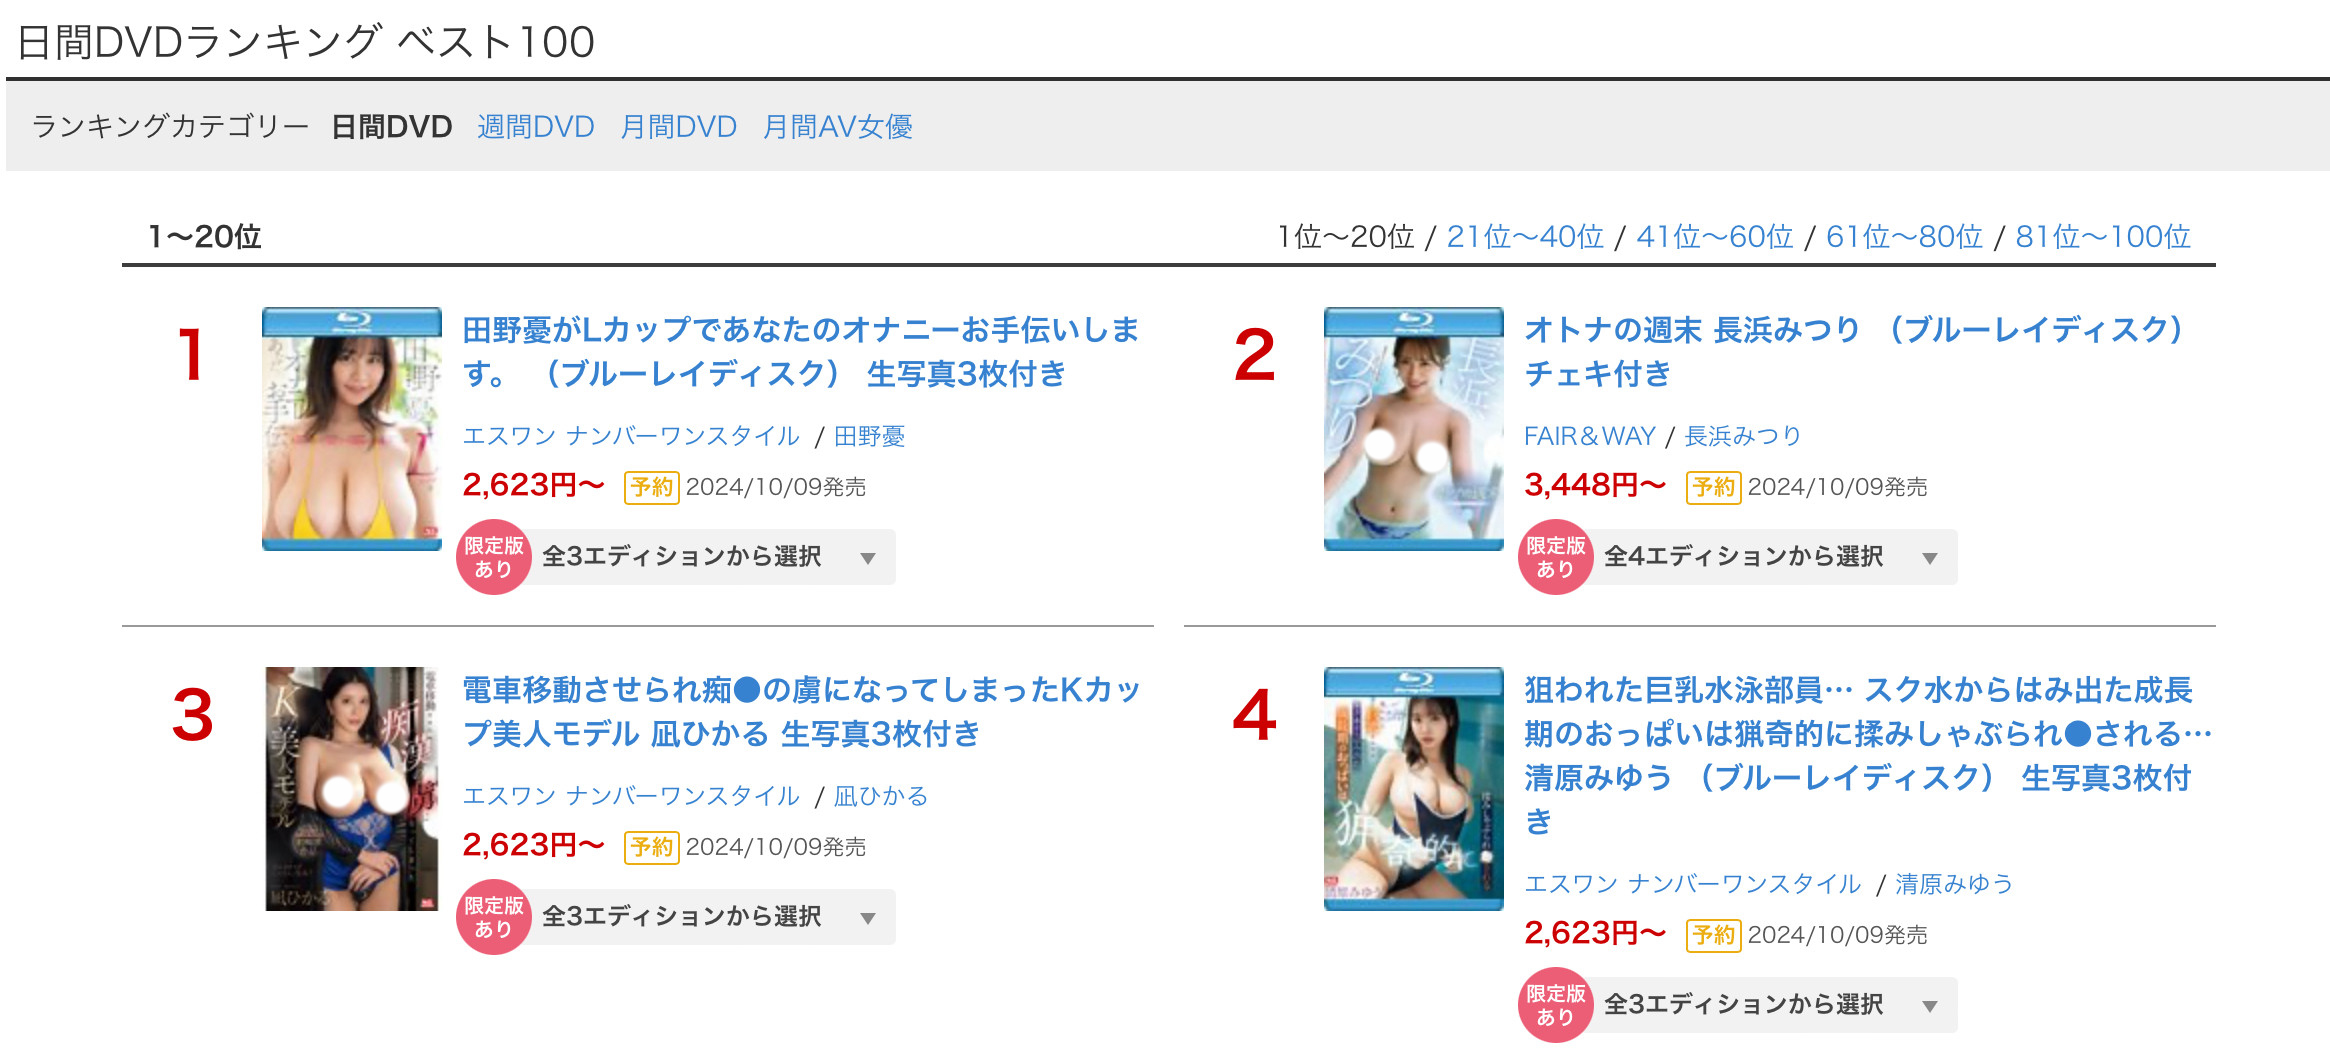 日間DVDランキング ベスト100
ランキングカテゴリー 日間DVD 週間DVD 月間DVD 月間AV女優
1〜20位
1位〜20位 / 21位〜40位 / 41位〜60位 / 61位〜80位 / 81位〜100位
1
田野憂がLカップであなたのオナニーお手伝いしま
す。 （ブルーレイディスク） 生写真3枚付き
エスワン ナンバーワンスタイル / 田野憂
2,623円〜 予約 2024/10/09発売
限定版
あり
全3エディションから選択 ▼
2
オトナの週末 長浜みつり （ブルーレイディスク）
チェキ付き
FAIR＆WAY / 長浜みつり
3,448円〜 予約 2024/10/09発売
限定版
あり
全4エディションから選択 ▼
3
電車移動させられ痴●の虜になってしまったKカッ
プ美人モデル 凪ひかる 生写真3枚付き
エスワン ナンバーワンスタイル / 凪ひかる
2,623円〜 予約 2024/10/09発売
限定版
あり
全3エディションから選択 ▼
4
狙われた巨乳水泳部員… スク水からはみ出た成長
期のおっぱいは猟奇的に揉みしゃぶられ●される…
清原みゆう （ブルーレイディスク） 生写真3枚付
き
エスワン ナンバーワンスタイル / 清原みゆう
2,623円〜 予約 2024/10/09発売
限定版
あり
全3エディションから選択 ▼